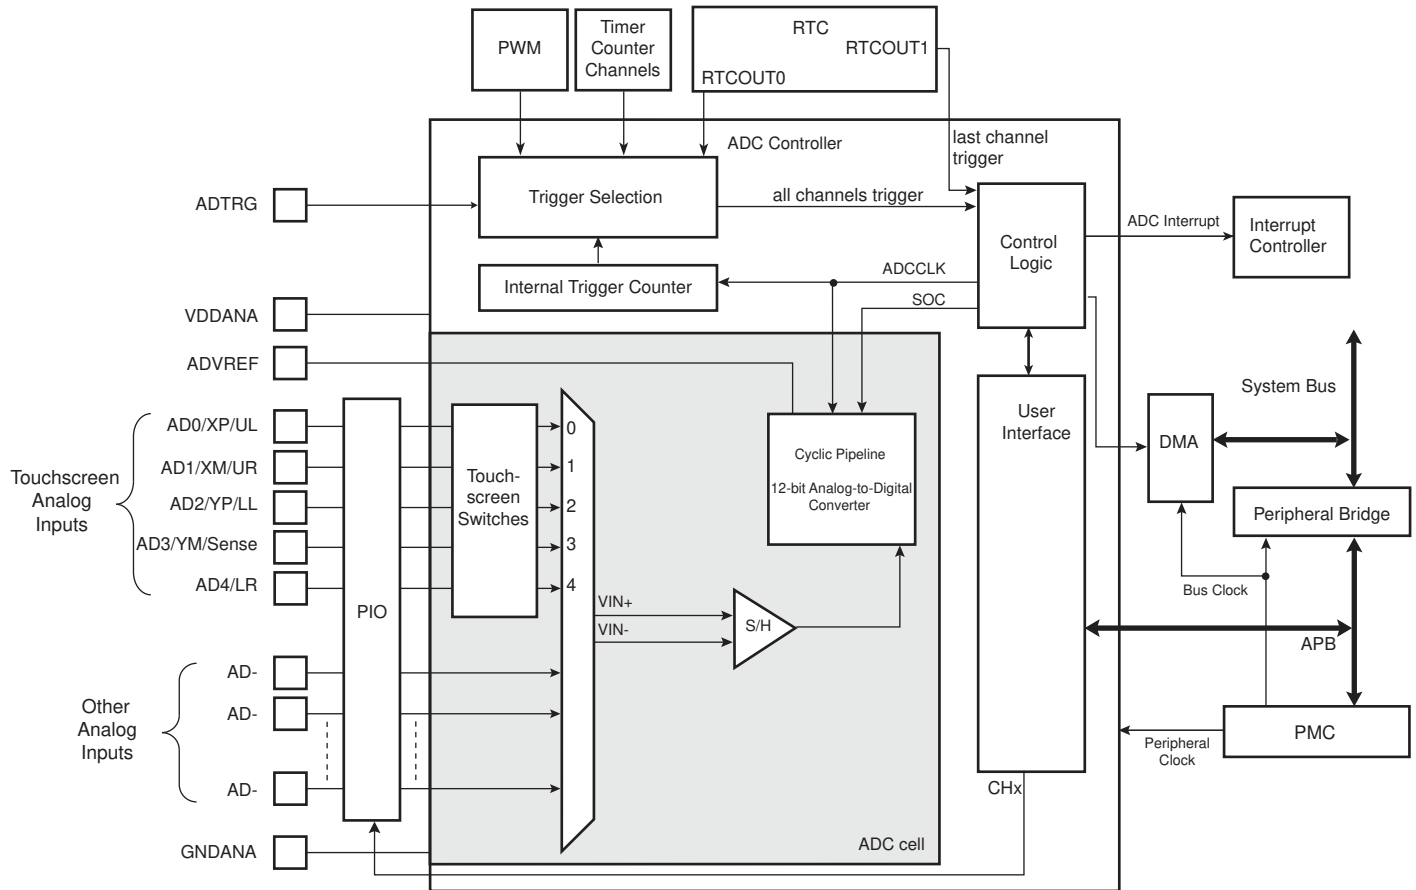 PWM
Timer
Counter
Channels
RTC
RTCOUT1
RTCOUT0
ADC Controller
last channel
trigger
ADTRG
Trigger Selection
all channels trigger
Control
Logic
ADC Interrupt
Interrupt
Controller
Internal Trigger Counter
ADCCLK
SOC
VDDANA
ADVREF
Touchscreen
Analog
Inputs
AD0/XP/UL
AD1/XM/UR
AD2/YP/LL
AD3/YM/Sense
AD4/LR
PIO
Touch-
screen
Switches
0
1
2
3
4
Cyclic Pipeline
12-bit Analog-to-Digital
Converter
VIN+
VIN-
S/H
User
Interface
DMA
System Bus
Peripheral Bridge
Bus Clock
APB
Other
Analog
Inputs
AD-
AD-
AD-
PMC
Peripheral
Clock
CHx
GNDANA
ADC cell